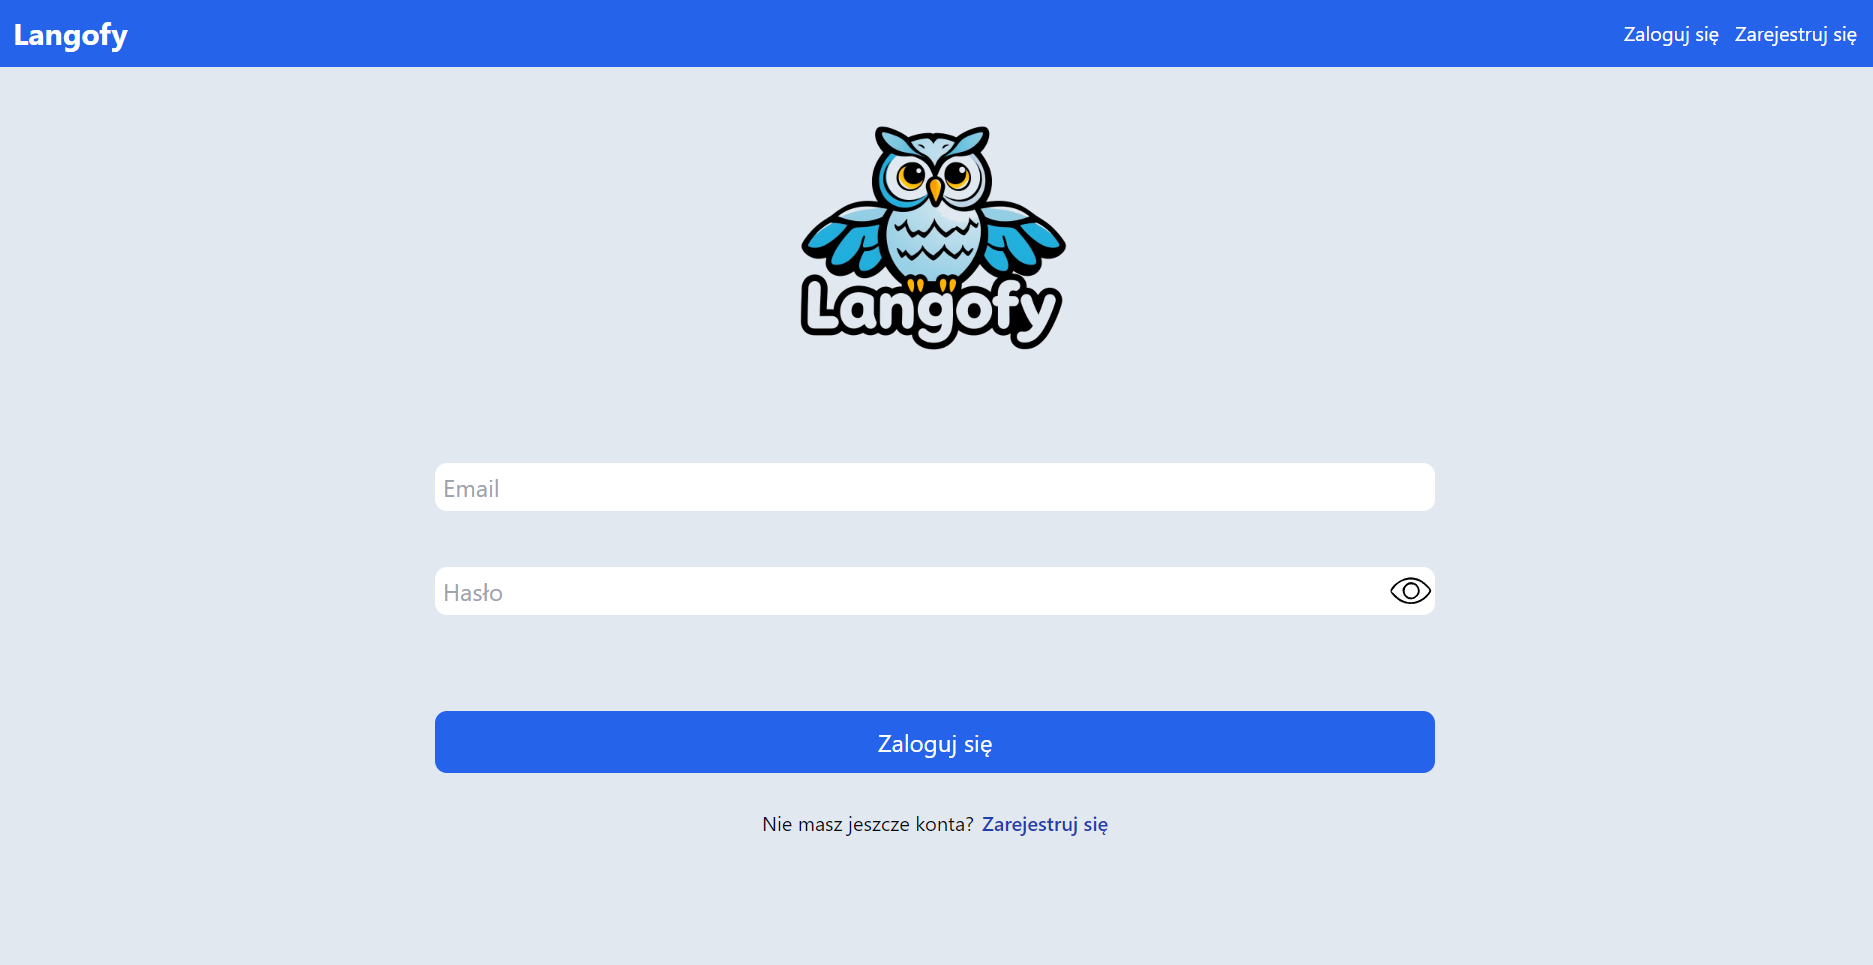 Langofy
Zaloguj się Zarejestruj się
Langofy
Email
Hasło
Zaloguj się
Nie masz jeszcze konta? Zarejestruj się